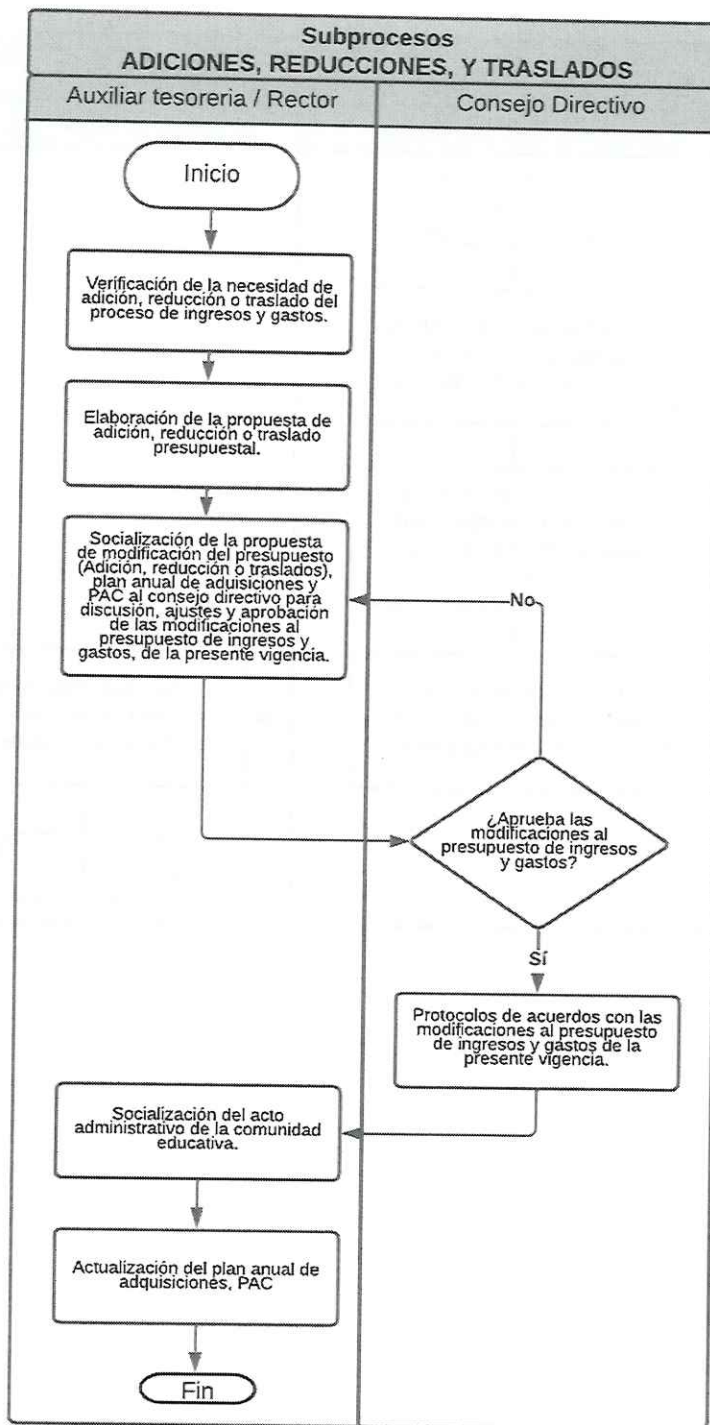 Subprocesos
ADICIONES, REDUCCIONES, Y TRASLADOS
Auxiliar tesoreria / Rector
Consejo Directivo
Inicio
Verificación de la necesidad de
adición, reducción o traslado del
proceso de ingresos y gastos.
Elaboración de la propuesta de
adición, reducción o traslado
presupuestal.
Socialización de la propuesta
de modificación del presupuesto
(Adición, reducción o traslados),
plan anual de adquisiciones y
PAC al consejo directivo para
discusión, ajustes y aprobación
de las modificaciones al
presupuesto de ingresos y
gastos, de la presente vigencia.
No
¿Aprueba las
modificaciones al
presupuesto de ingresos
y gastos?
Sí
Protocolos de acuerdos con las
modificaciones al presupuesto
de ingresos y gastos de la
presente vigencia.
Socialización del acto
administrativo de la comunidad
educativa.
Actualización del plan anual de
adquisiciones, PAC
Fin